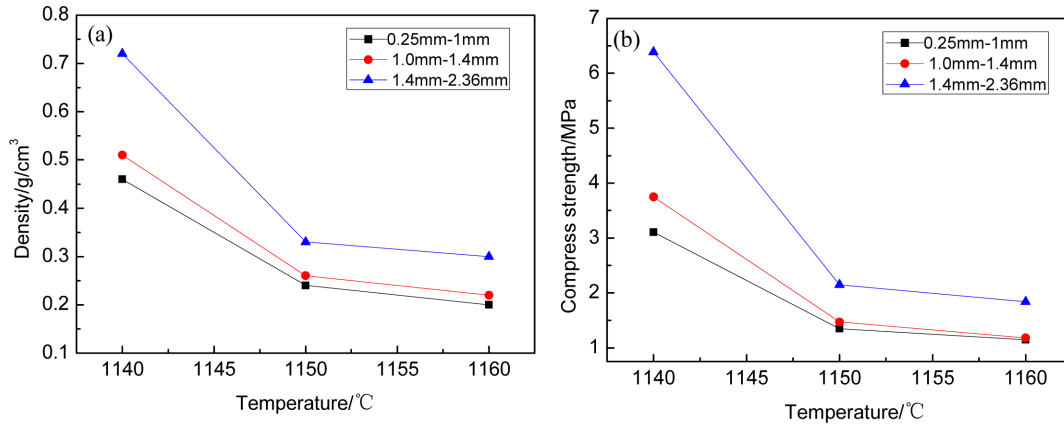 (a)
0.25mm-1mm
1.0mm-1.4mm
1.4mm-2.36mm
0.8
0.7
0.6
0.5
0.4
0.3
0.2
0.1
Density/g/cm³
1140 1145 1150 1155 1160
Temperature/℃
(b)
0.25mm-1mm
1.0mm-1.4mm
1.4mm-2.36mm
7
6
5
4
3
2
1
Compress strength/MPa
1140 1145 1150 1155 1160
Temperature/℃